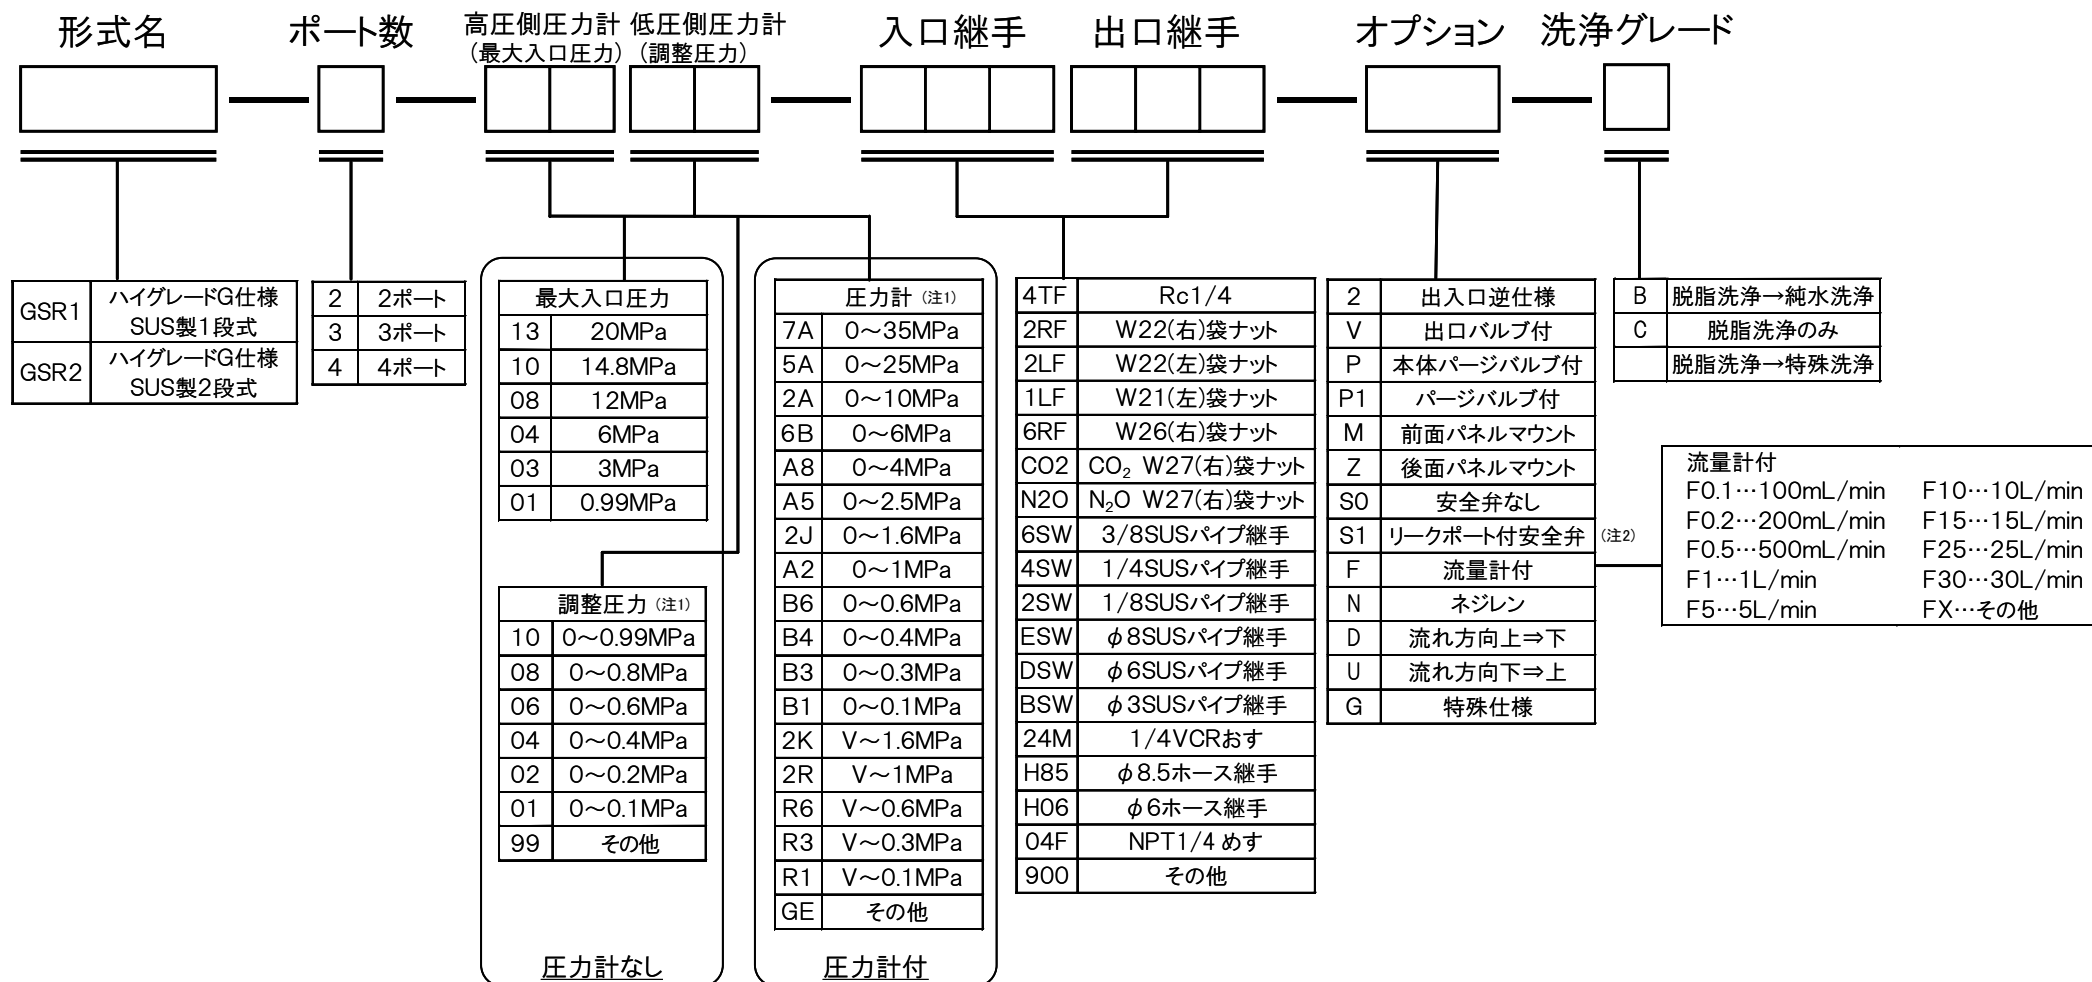 形式名 ポート数 高圧側圧力計 低圧側圧力計 入口継手 出口継手 オプション 洗浄グレード
(最大入口圧力) (調整圧力)
GSR1 ハイグレードG仕様
SUS製1段式
GSR2 ハイグレードG仕様
SUS製2段式
2 2ポート
3 3ポート
4 4ポート
最大入口圧力
13 20MPa
10 14.8MPa
08 12MPa
04 6MPa
03 3MPa
01 0.99MPa
調整圧力 (注1)
10 0～0.99MPa
08 0～0.8MPa
06 0～0.6MPa
04 0～0.4MPa
02 0～0.2MPa
01 0～0.1MPa
99 その他
圧力計なし
圧力計 (注1)
7A 0～35MPa
5A 0～25MPa
2A 0～10MPa
6B 0～6MPa
A8 0～4MPa
A5 0～2.5MPa
2J 0～1.6MPa
A2 0～1MPa
B6 0～0.6MPa
B4 0～0.4MPa
B3 0～0.3MPa
B1 0～0.1MPa
2K V～1.6MPa
2R V～1MPa
R6 V～0.6MPa
R3 V～0.3MPa
R1 V～0.1MPa
GE その他
圧力計付
4TF Rc1/4
2RF W22(右)袋ナット
2LF W22(左)袋ナット
1LF W21(左)袋ナット
6RF W26(右)袋ナット
CO2 CO₂ W27(右)袋ナット
N2O N₂O W27(右)袋ナット
6SW 3/8SUSパイプ継手
4SW 1/4SUSパイプ継手
2SW 1/8SUSパイプ継手
ESW φ8SUSパイプ継手
DSW φ6SUSパイプ継手
BSW φ3SUSパイプ継手
24M 1/4VCRおす
H85 φ8.5ホース継手
H06 φ6ホース継手
04F NPT1/4 めす
900 その他
2 出入口逆仕様
V 出口バルブ付
P 本体パージバルブ付
P1 パージバルブ付
M 前面パネルマウント
Z 後面パネルマウント
S0 安全弁なし
S1 リークポート付安全弁 (注2)
F 流量計付
N ネジレン
D 流れ方向上⇒下
U 流れ方向下⇒上
G 特殊仕様
B 脱脂洗浄→純水洗浄
C 脱脂洗浄のみ
脱脂洗浄→特殊洗浄
流量計付
F0.1…100mL/min F10…10L/min
F0.2…200mL/min F15…15L/min
F0.5…500mL/min F25…25L/min
F1…1L/min F30…30L/min
F5…5L/min FX…その他